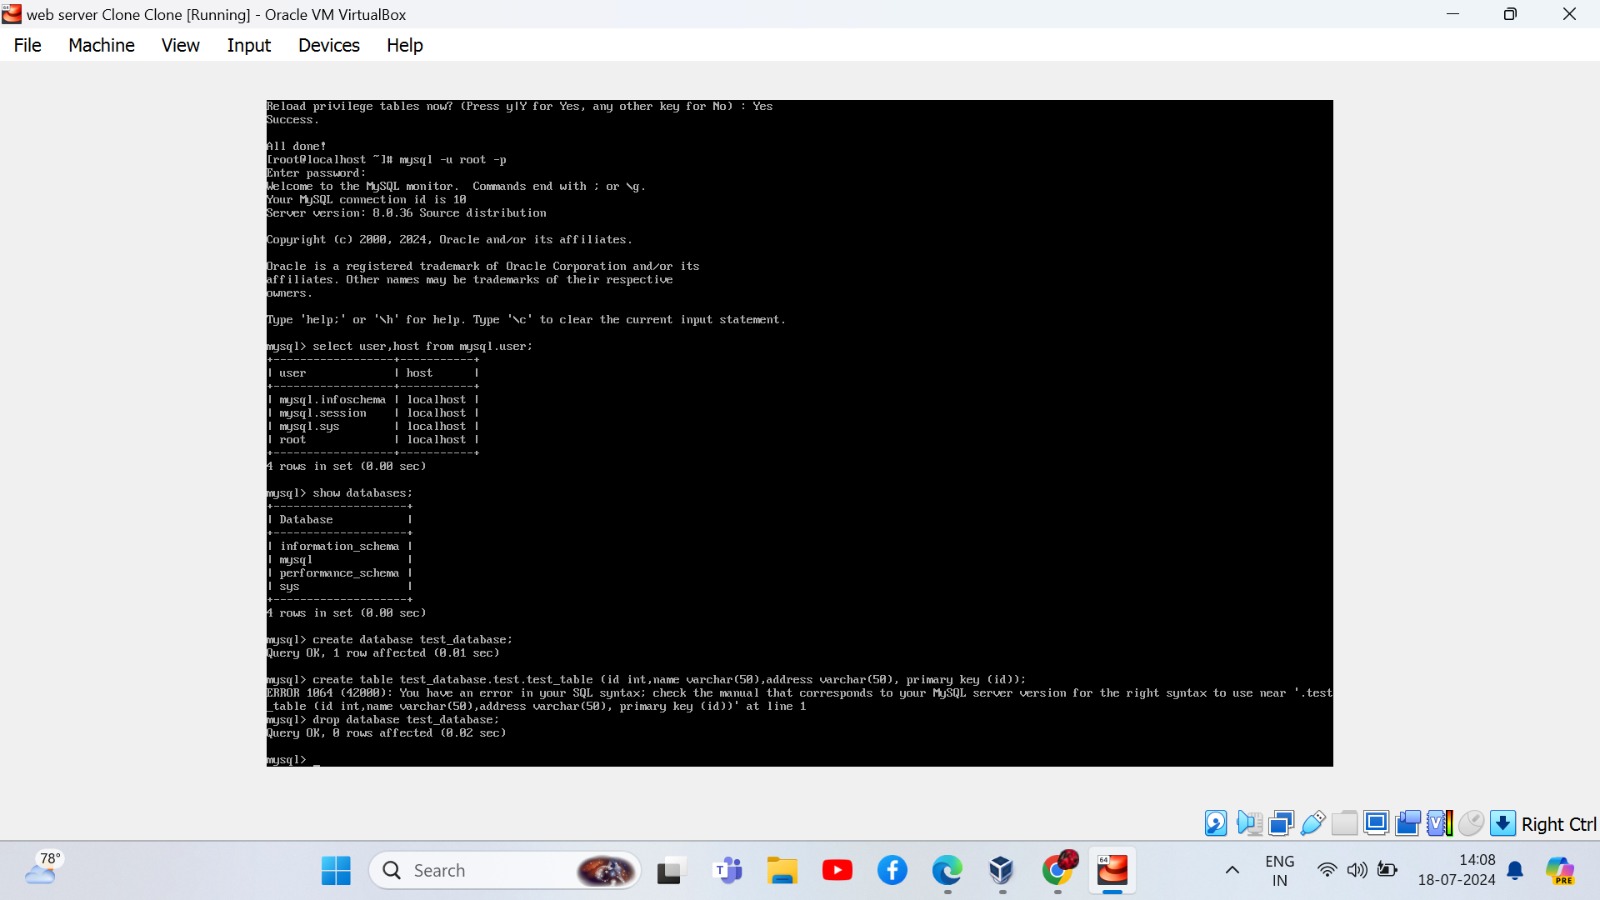 web server Clone Clone [Running] - Oracle VM VirtualBox
File Machine View Input Devices Help
Reload privilege tables now? (Press y|Y for Yes, any other key for No) : Yes
Success.
All done!
[root@localhost ~]# mysql -u root -p
Enter password:
Welcome to the MySQL monitor.  Commands end with ; or \g.
Your MySQL connection id is 10
Server version: 8.0.36 Source distribution
Copyright (c) 2000, 2024, Oracle and/or its affiliates.
Oracle is a registered trademark of Oracle Corporation and/or its
affiliates. Other names may be trademarks of their respective
owners.
Type 'help;' or '\h' for help. Type '\c' to clear the current input statement.
mysql> select user,host from mysql.user;
+------------------+-----------+
| user             | host      |
+------------------+-----------+
| mysql.infoschema | localhost |
| mysql.session    | localhost |
| mysql.sys        | localhost |
| root             | localhost |
+------------------+-----------+
4 rows in set (0.00 sec)
mysql> show databases;
+--------------------+
| Database           |
+--------------------+
| information_schema |
| mysql              |
| performance_schema |
| sys                |
+--------------------+
4 rows in set (0.00 sec)
mysql> create database test_database;
Query OK, 1 row affected (0.01 sec)
mysql> create table test_database.test.test_table (id int,name varchar(50),address varchar(50), primary key (id));
ERROR 1064 (42000): You have an error in your SQL syntax; check the manual that corresponds to your MySQL server version for the right syntax to use near '.test
_table (id int,name varchar(50),address varchar(50), primary key (id))' at line 1
mysql> drop database test_database;
Query OK, 0 rows affected (0.02 sec)
mysql> _
Right Ctrl
78°
Search
64
ENG
IN
14:08
18-07-2024
PRE